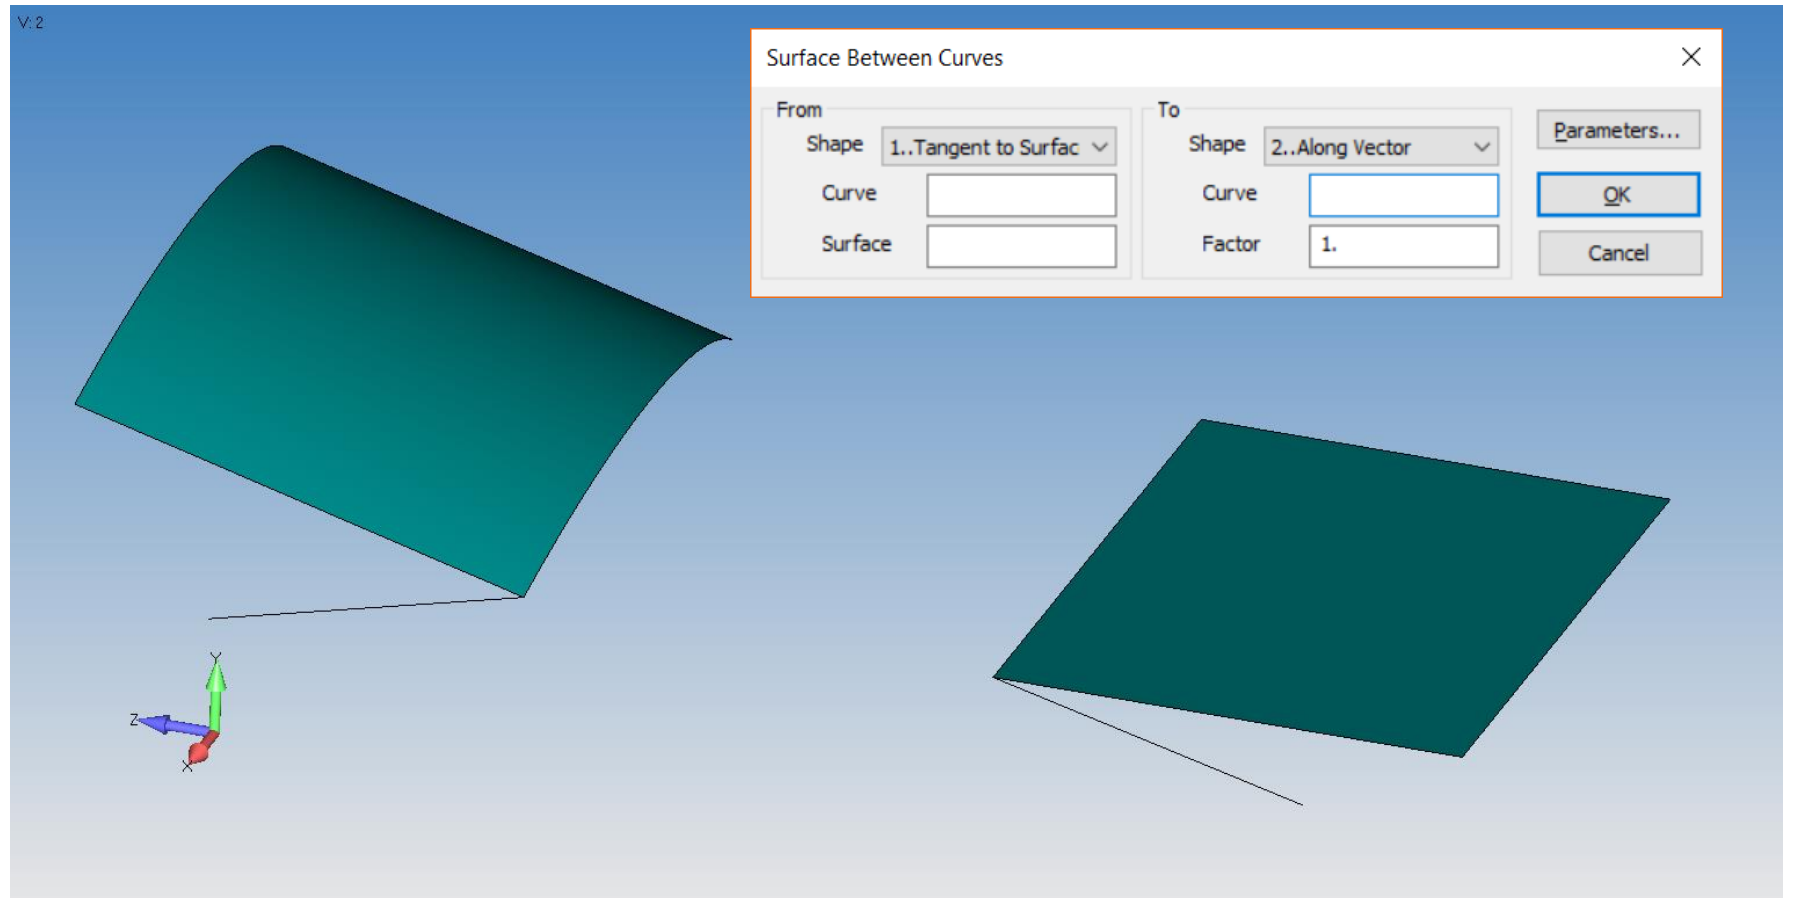 V: 2
Surface Between Curves
From
Shape 1..Tangent to Surfac
Curve
Surface
To
Shape 2..Along Vector
Curve
Factor 1.
Parameters...
OK
Cancel
Y
Z
X